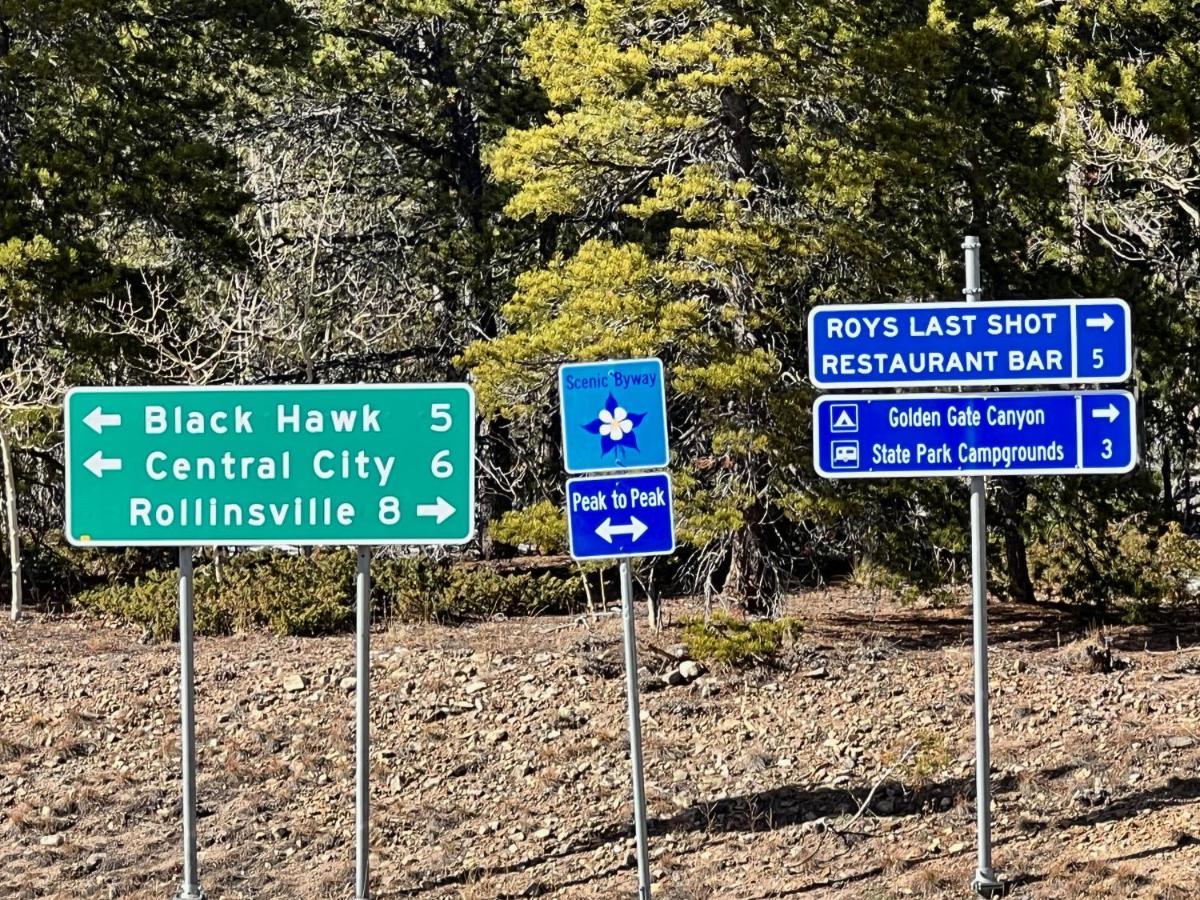 Black Hawk 5
Central City 6
Rollinsville 8
Scenic Byway
Peak to Peak
ROYS LAST SHOT
RESTAURANT BAR 5
Golden Gate Canyon
State Park Campgrounds 3